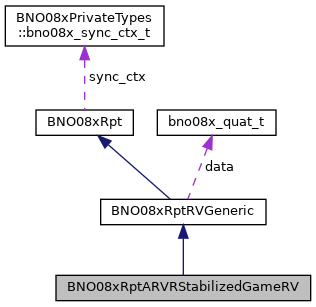 BNO08xPrivateTypes
::bno08x_sync_ctx_t
sync_ctx
BNO08xRpt
bno08x_quat_t
data
BNO08xRptRVGeneric
BNO08xRptARVRStabilizedGameRV